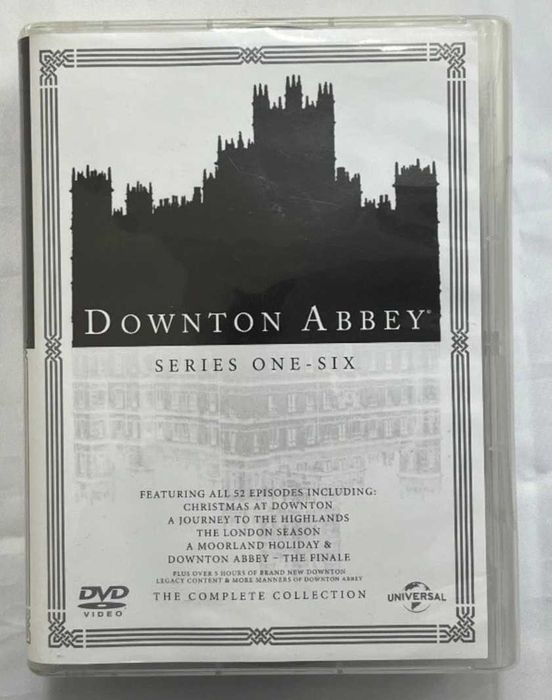 DOWNTON ABBEY®
SERIES ONE-SIX
FEATURING ALL 52 EPISODES INCLUDING:
CHRISTMAS AT DOWNTON
A JOURNEY TO THE HIGHLANDS
THE LONDON SEASON
A MOORLAND HOLIDAY &
DOWNTON ABBEY – THE FINALE
PLUS OVER 5 HOURS OF BRAND NEW DOWNTON
LEGACY CONTENT & MORE MANNERS OF DOWNTON ABBEY
THE COMPLETE COLLECTION
DVD
VIDEO
UNIVERSAL